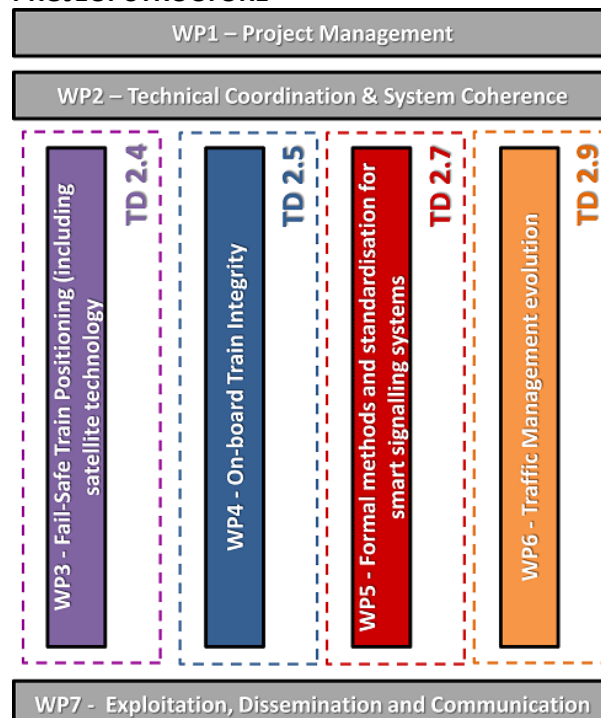 WP1 – Project Management
WP2 – Technical Coordination & System Coherence
WP3 - Fail-Safe Train Positioning (including
satellite technology
TD 2.4
WP4 - On-board Train Integrity
TD 2.5
WP5 - Formal methods and standardisation for
smart signalling systems
TD 2.7
WP6 - Traffic Management evolution
TD 2.9
WP7 - Exploitation, Dissemination and Communication